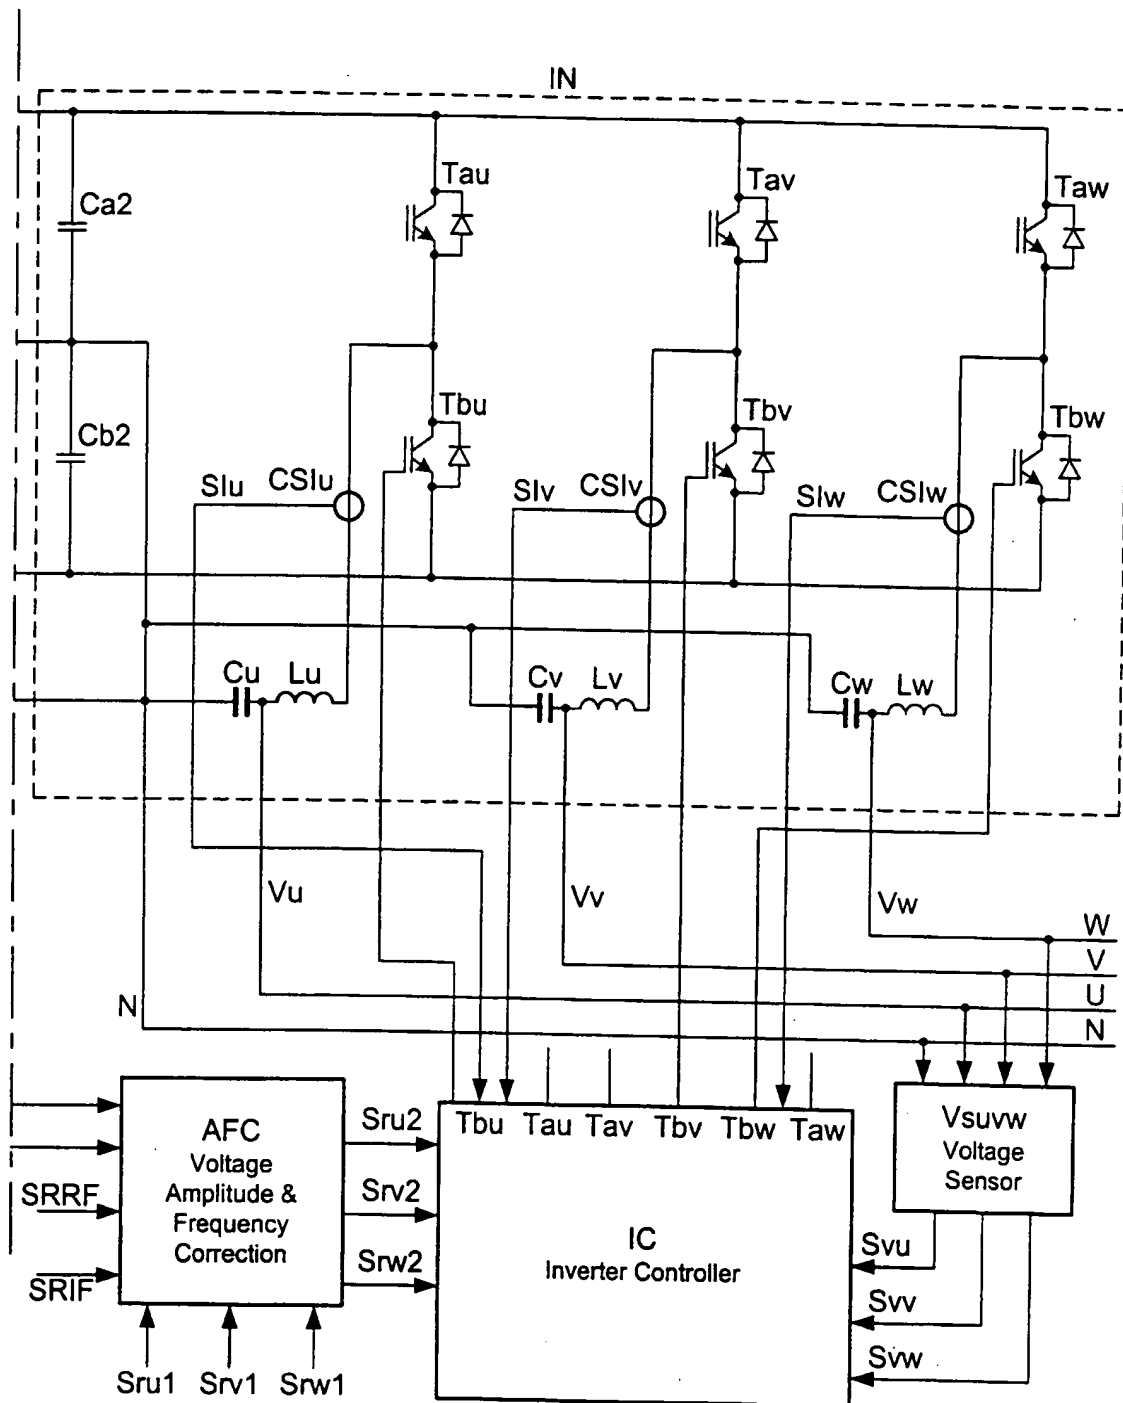 IN
Tau
Tav
Taw
Ca2
Tbu
Tbv
Tbw
Cb2
SIu
CSIu
SIv
CSIv
SIw
CSIw
Cu
Lu
Cv
Lv
Cw
Lw
Vu
Vv
Vw
W
V
U
N
N
AFC
Voltage
Amplitude &
Frequency
Correction
SRRF
SRIF
Sru1
Srv1
Srw1
Sru2
Srv2
Srw2
Tbu
Tau
Tav
Tbv
Tbw
Taw
IC
Inverter Controller
Vsuvw
Voltage
Sensor
Svu
Svv
Svw